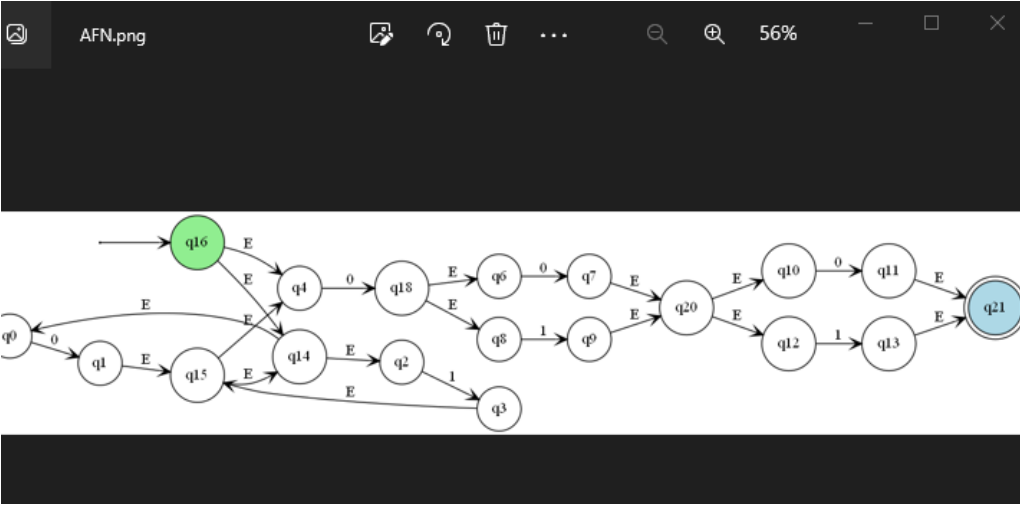 AFN.png 56%
q16 E
E
q4 0 q18 E q6 0 q7 E
E q8 1 q9 E
q20 E q10 0 q11 E
E q12 1 q13 E
q21
E
q0 0 q1 E q15 E
E q14 E q2 1 q3
E